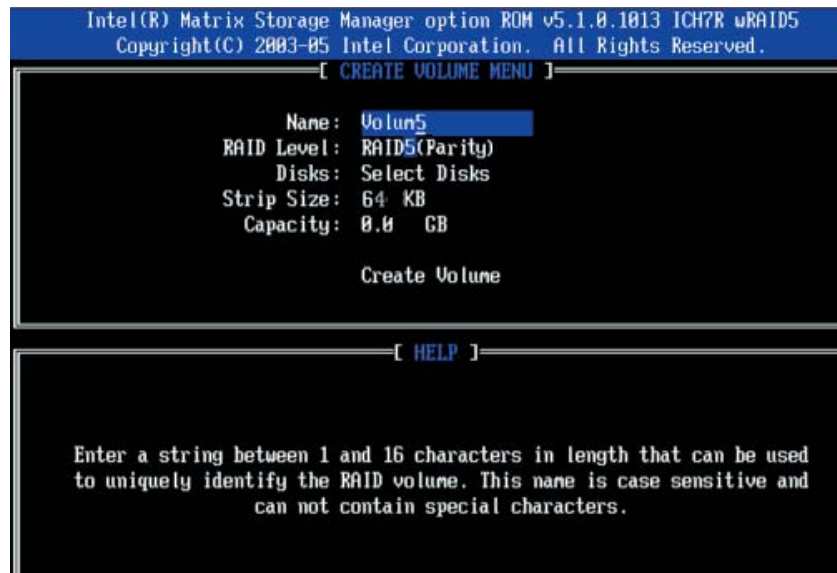 Intel(R) Matrix Storage Manager option ROM v5.1.0.1013 ICH7R wRAID5
Copyright(C) 2003-05 Intel Corporation. All Rights Reserved.
[ CREATE VOLUME MENU ]
Name: Volum5
RAID Level: RAID5(Parity)
Disks: Select Disks
Strip Size: 64 KB
Capacity: 0.0 GB
Create Volume
[ HELP ]
Enter a string between 1 and 16 characters in length that can be used
to uniquely identify the RAID volume. This name is case sensitive and
can not contain special characters.